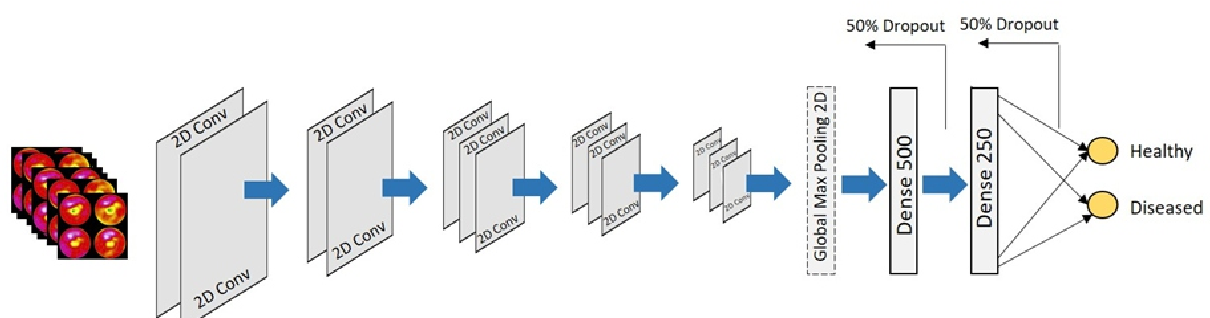 50% Dropout
50% Dropout
2D Conv
2D Conv
2D Conv
2D Conv
2D Conv
2D Conv
2D Conv
2D Conv
2D Conv
2D Conv
2D Conv
2D Conv
2D Conv
Global Max Pooling 2D
Dense 500
Dense 250
Healthy
Diseased